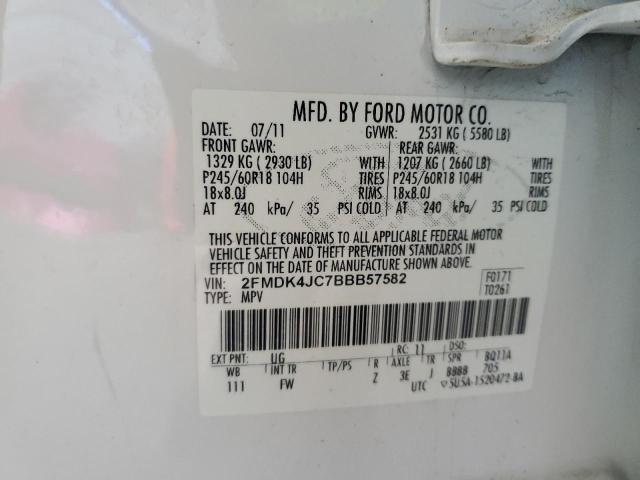 MFD. BY FORD MOTOR CO.
DATE: 07/11 GVWR: 2531 KG ( 5580 LB)
FRONT GAWR: REAR GAWR:
1329 KG ( 2930 LB) WITH 1207 KG ( 2660 LB) WITH
P245/60R18 104H TIRES P245/60R18 104H TIRES
18x8.0J RIMS 18x8.0J RIMS
AT 240 kPa/ 35 PSI COLD AT 240 kPa/ 35 PSI COLD
THIS VEHICLE CONFORMS TO ALL APPLICABLE FEDERAL MOTOR
VEHICLE SAFETY AND THEFT PREVENTION STANDARDS IN
EFFECT ON THE DATE OF MANUFACTURE SHOWN ABOVE.
VIN: 2FMDK4JC7BBB57582 F0171
TYPE: MPV T0261
EXT PNT: UG RC: 11 DSO:
WB INT TR TP/PS R AXLE TR SPR BQ11A
111 FW Z 3E J BBBB 705
UTC 5U5A-1520472-BA